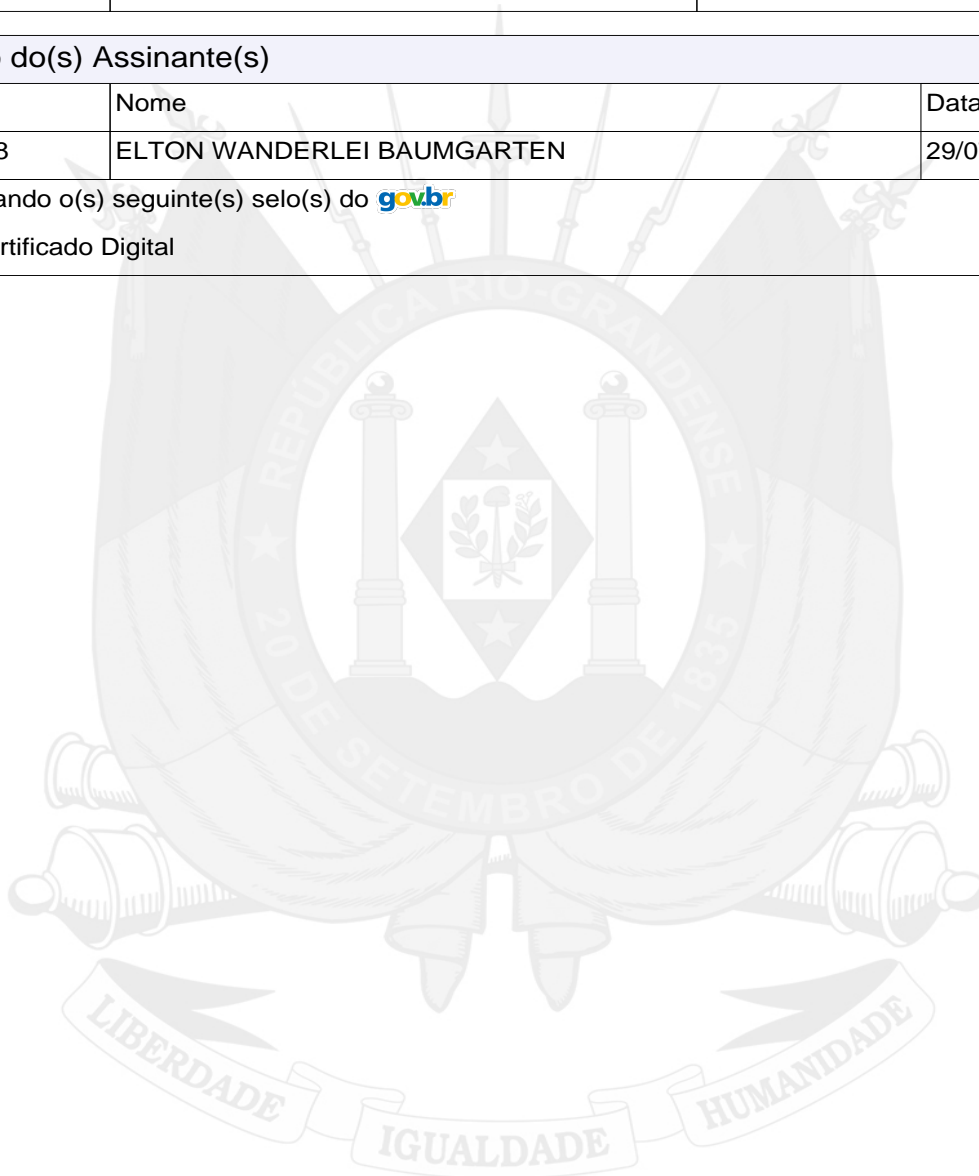 do(s) Assinante(s)
Nome Data
ELTON WANDERLEI BAUMGARTEN 29/0
ando o(s) seguinte(s) selo(s) do gov.br
rtificado Digital
REPÚBLICA RIO-GRANDENSE
20 DE SETEMBRO DE 1835
LIBERDADE IGUALDADE HUMANIDADE